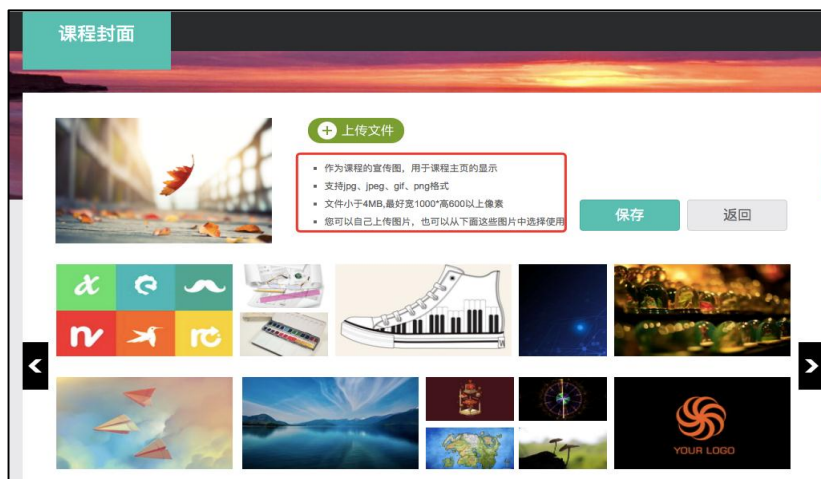 课程封面
上传文件
作为课程的宣传图，用于课程主页的显示
支持jpg、jpeg、gif、png格式
文件小于4MB,最好宽1000*高600以上像素
您可以自己上传图片，也可以从下面这些图片中选择使用
保存
返回
YOUR LOGO